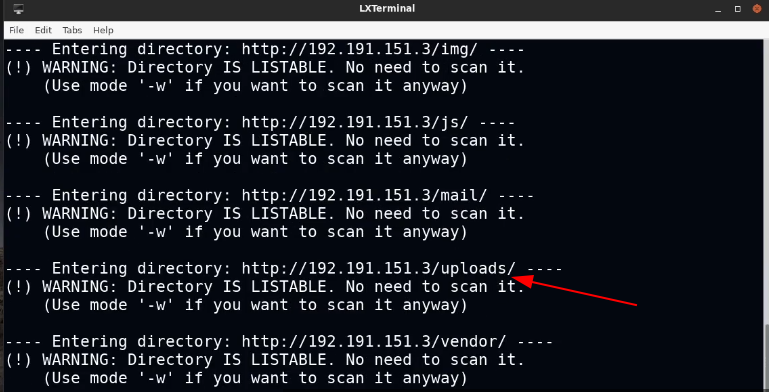 LXTerminal
File Edit Tabs Help
---- Entering directory: http://192.191.151.3/img/ ----
(!) WARNING: Directory IS LISTABLE. No need to scan it.
    (Use mode '-w' if you want to scan it anyway)
---- Entering directory: http://192.191.151.3/js/ ----
(!) WARNING: Directory IS LISTABLE. No need to scan it.
    (Use mode '-w' if you want to scan it anyway)
---- Entering directory: http://192.191.151.3/mail/ ----
(!) WARNING: Directory IS LISTABLE. No need to scan it.
    (Use mode '-w' if you want to scan it anyway)
---- Entering directory: http://192.191.151.3/uploads/ ----
(!) WARNING: Directory IS LISTABLE. No need to scan it.
    (Use mode '-w' if you want to scan it anyway)
---- Entering directory: http://192.191.151.3/vendor/ ----
(!) WARNING: Directory IS LISTABLE. No need to scan it.
    (Use mode '-w' if you want to scan it anyway)